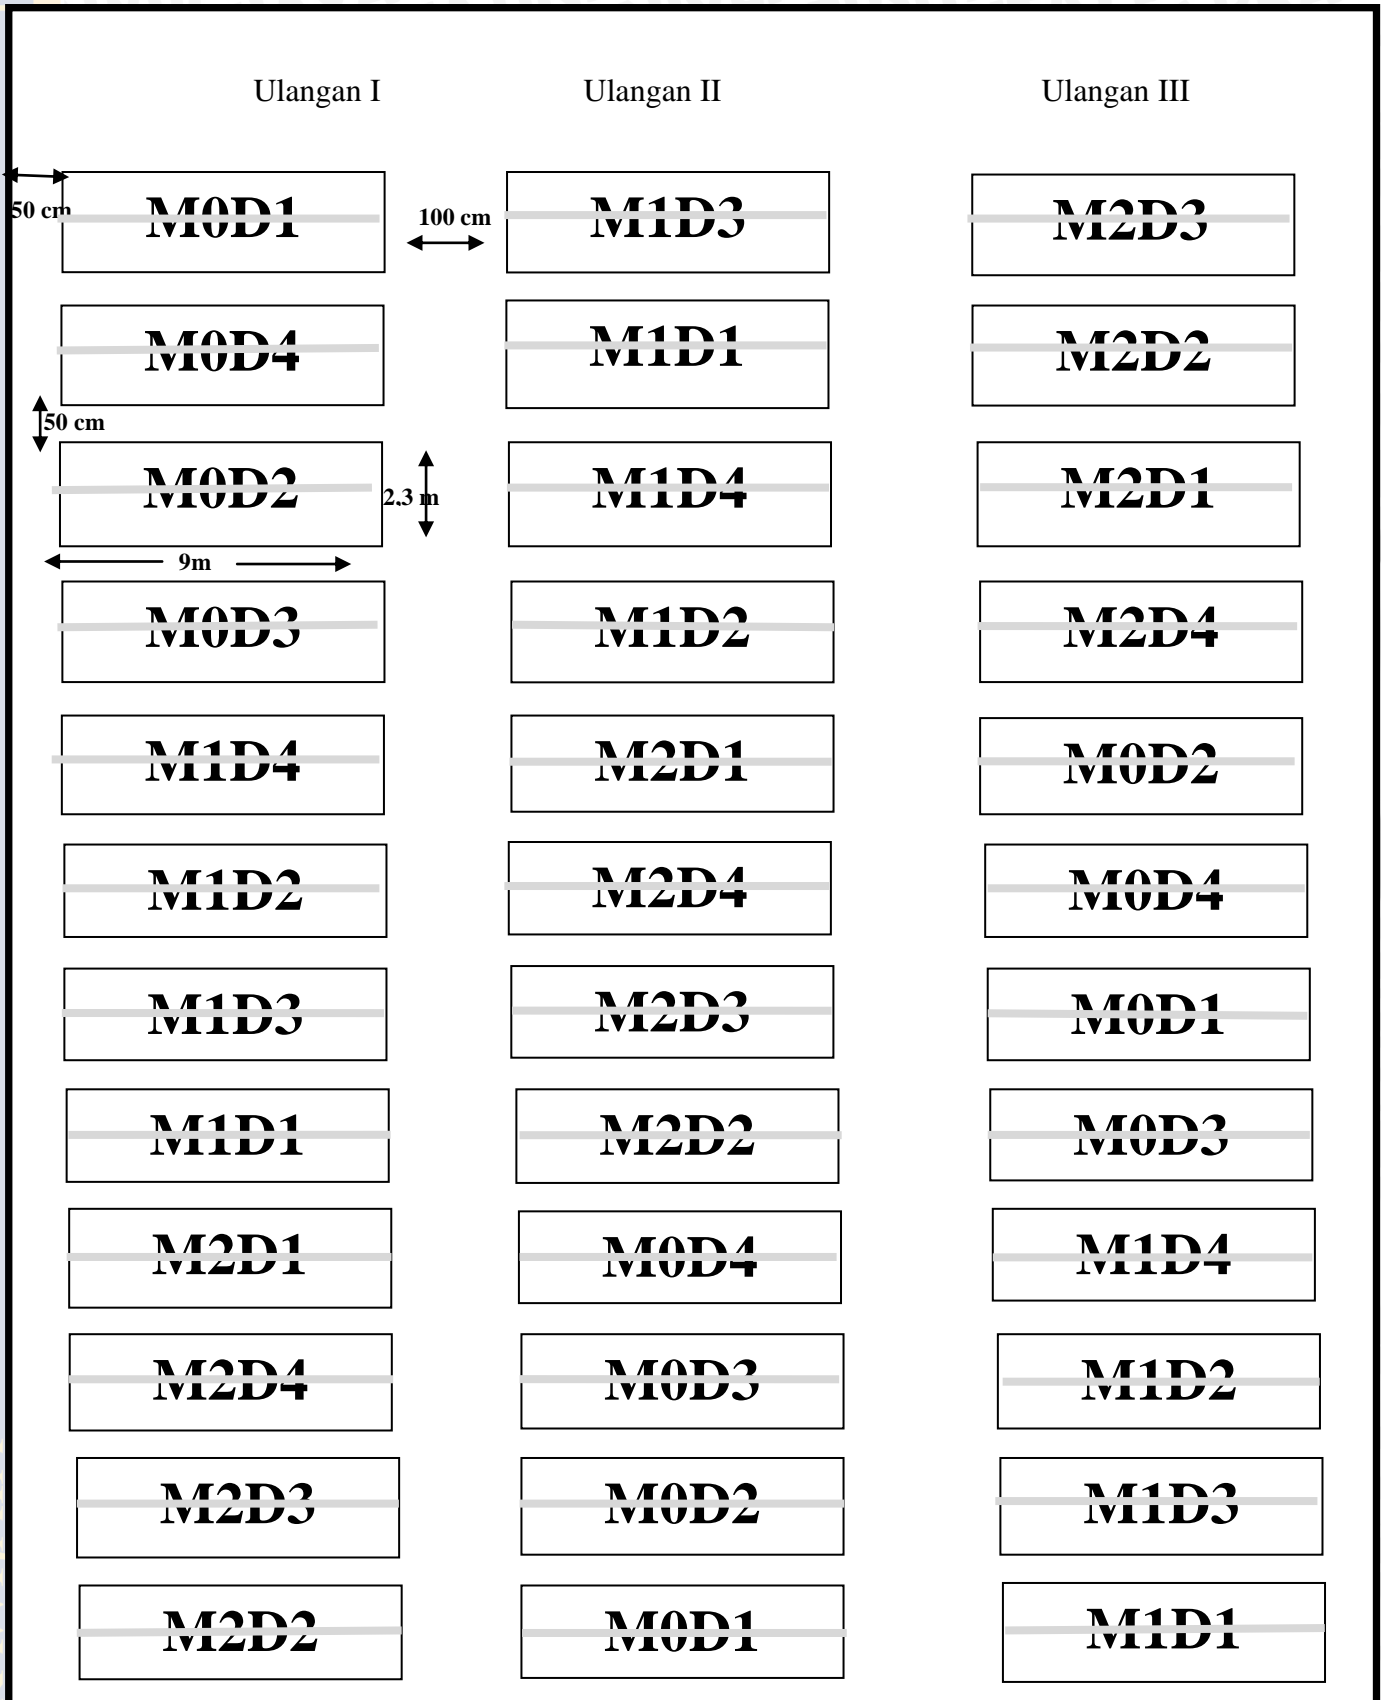 Ulangan I Ulangan II Ulangan III
M0D1 M1D3 M2D3
50 cm 100 cm
M0D4 M1D1 M2D2
50 cm
M0D2 M1D4 M2D1
2,3 m
9m
M0D3 M1D2 M2D4
M1D4 M2D1 M0D2
M1D2 M2D4 M0D4
M1D3 M2D3 M0D1
M1D1 M2D2 M0D3
M2D1 M0D4 M1D4
M2D4 M0D3 M1D2
M2D3 M0D2 M1D3
M2D2 M0D1 M1D1